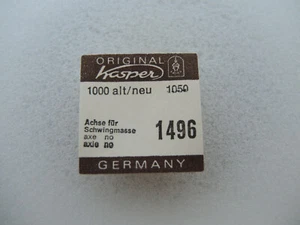 ORIGINAL
Kasper
1000 alt/neu 1050
Achse für
Schwingmasse
axe no
axle no
1496
GERMANY